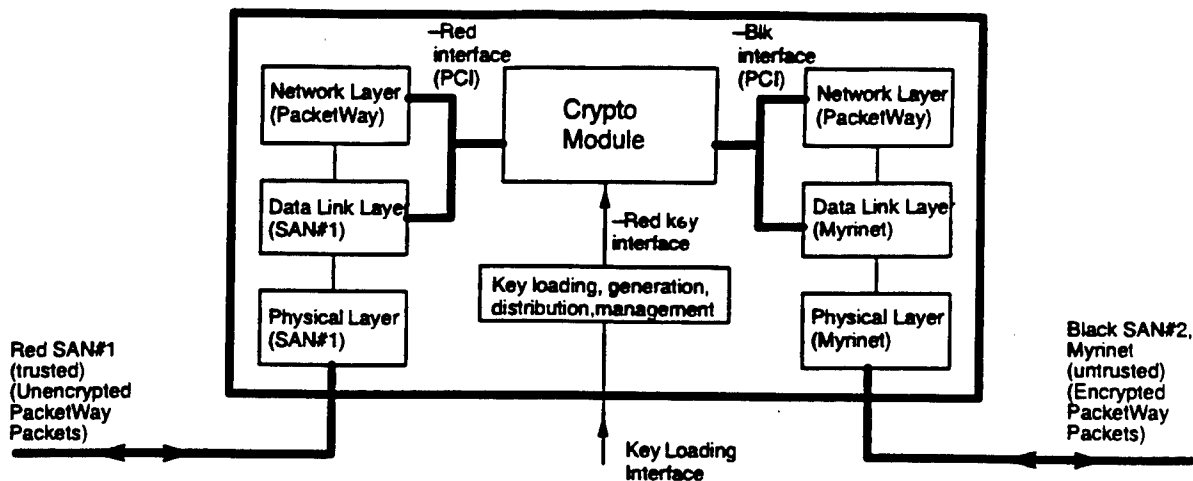 –Red
interface
(PCI)
–Blk
interface
(PCI)
Network Layer
(PacketWay)
Crypto
Module
Network Layer
(PacketWay)
Data Link Layer
(SAN#1)
Data Link Layer
(Myrinet)
–Red key
interface
Key loading, generation,
distribution,management
Physical Layer
(SAN#1)
Physical Layer
(Myrinet)
Red SAN#1
(trusted)
(Unencrypted
PacketWay
Packets)
Black SAN#2,
Myrinet
(untrusted)
(Encrypted
PacketWay
Packets)
Key Loading
Interface